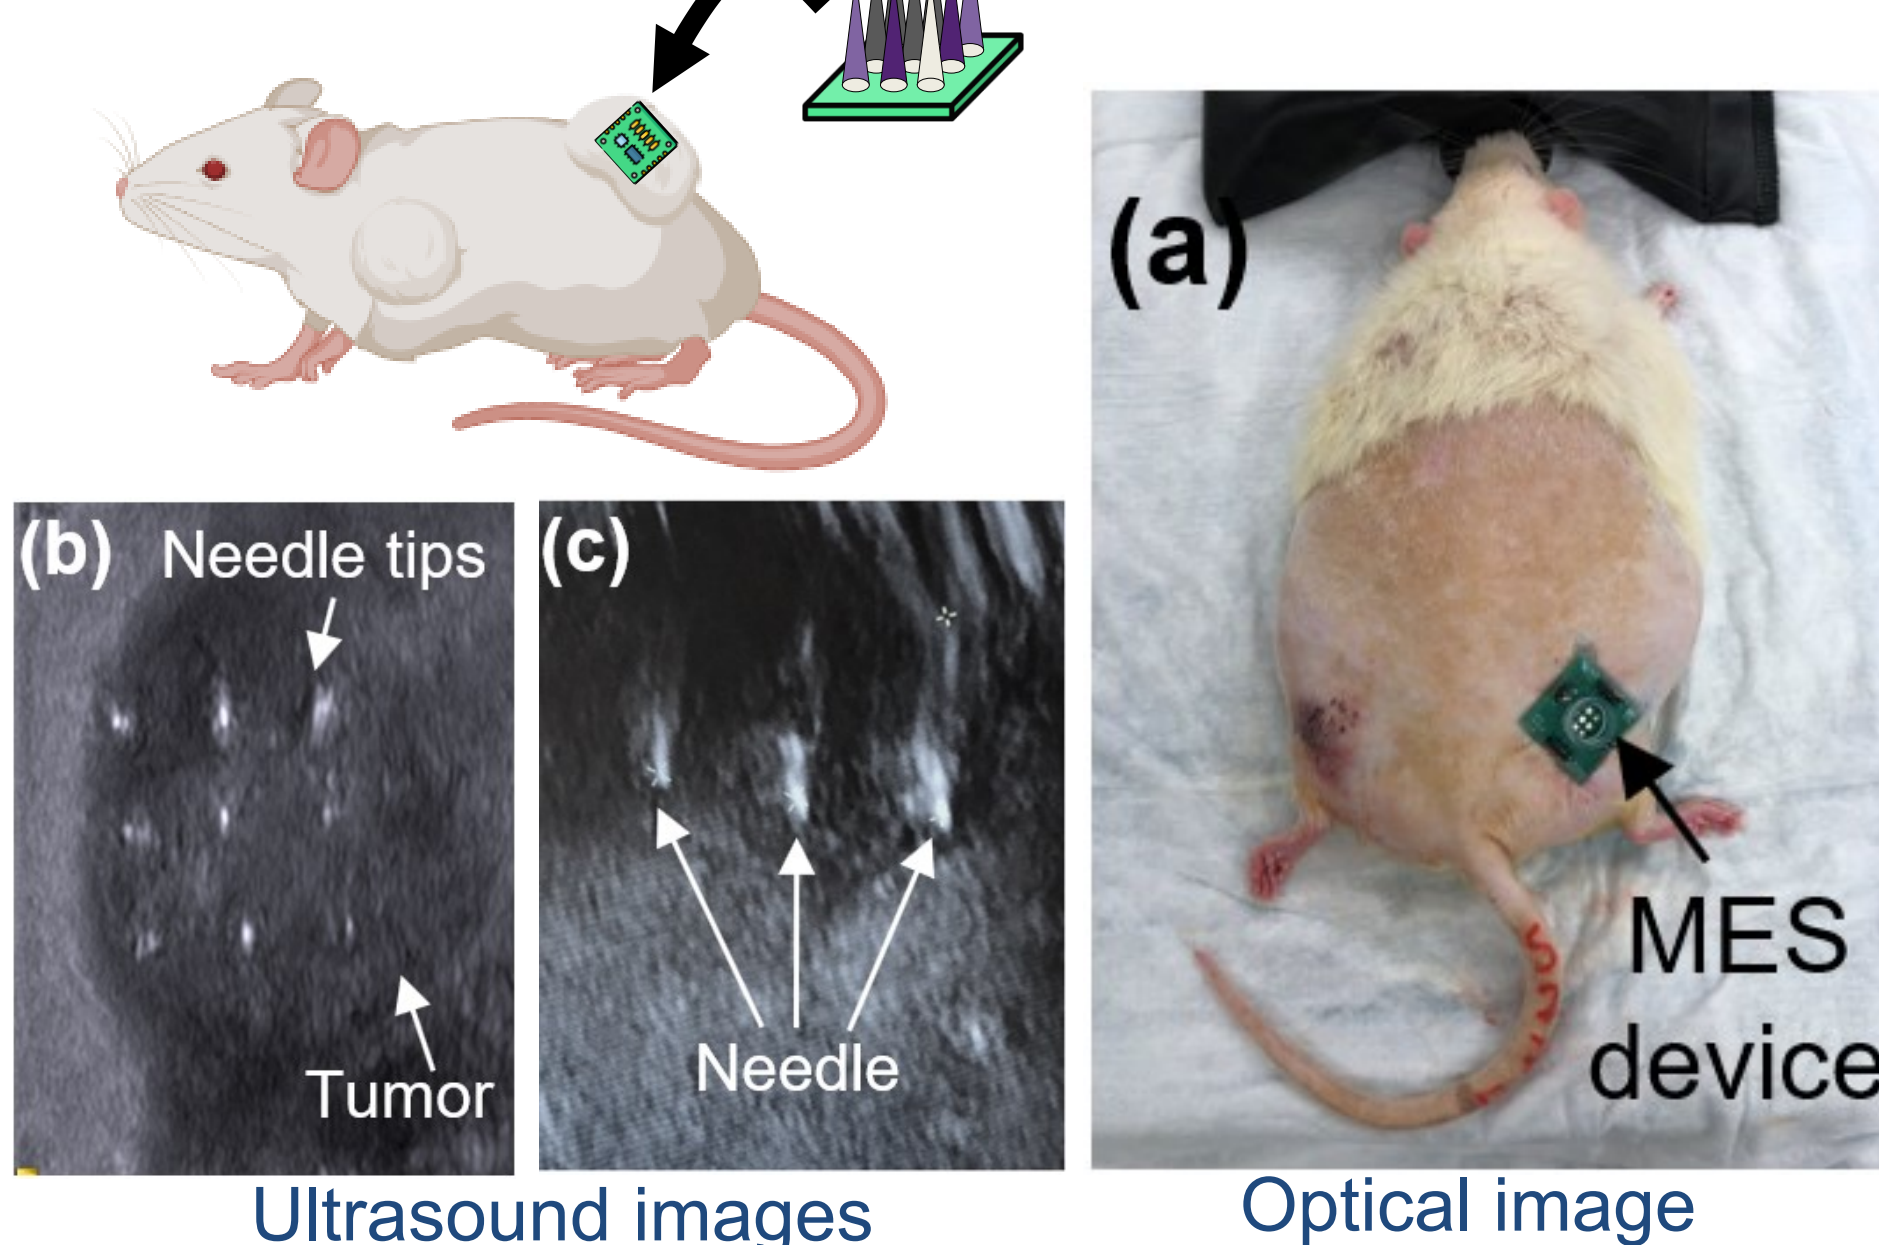 (a)
(b) Needle tips
(c)
Needle
Tumor
MES
device
Ultrasound images
Optical image